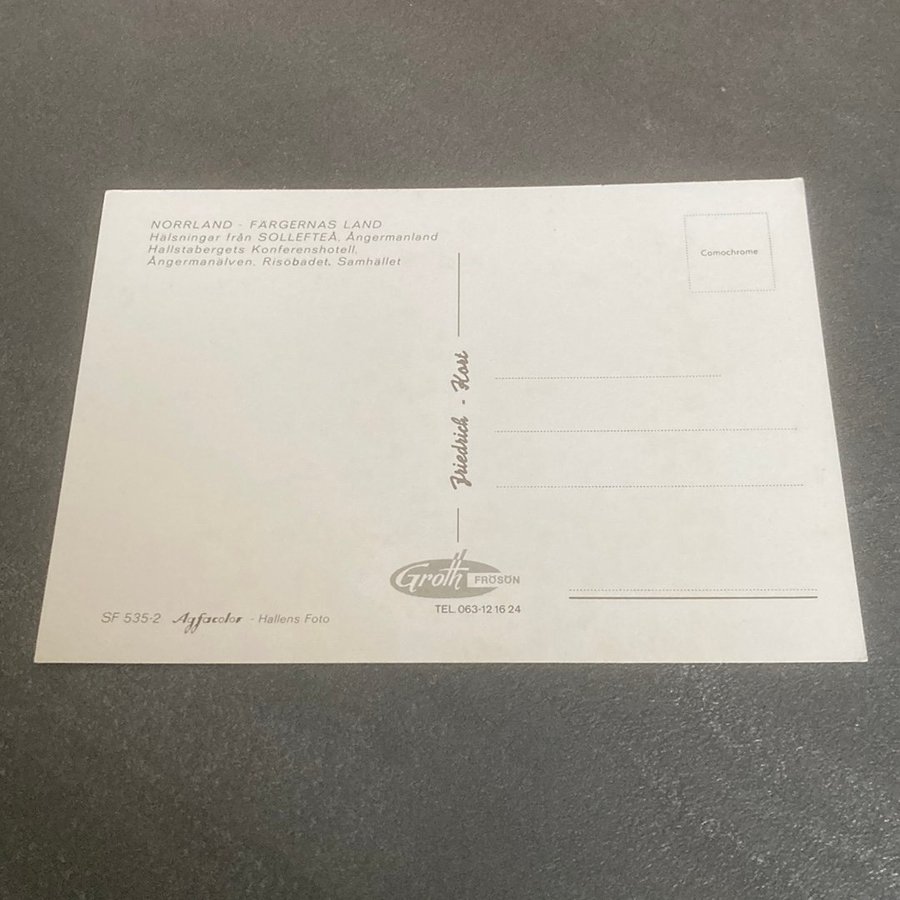 NORRLAND - FÄRGERNAS LAND
Hälsningar från SOLLEFTEÅ, Ångermanland
Hallstabergets Konferenshotell,
Ångermanälven, Risöbadet, Samhället
Comochrome
Friedrich - Kort
Groth FRÖSÖN
TEL. 063-12 16 24
SF 535-2 Agfacolor - Hallens Foto